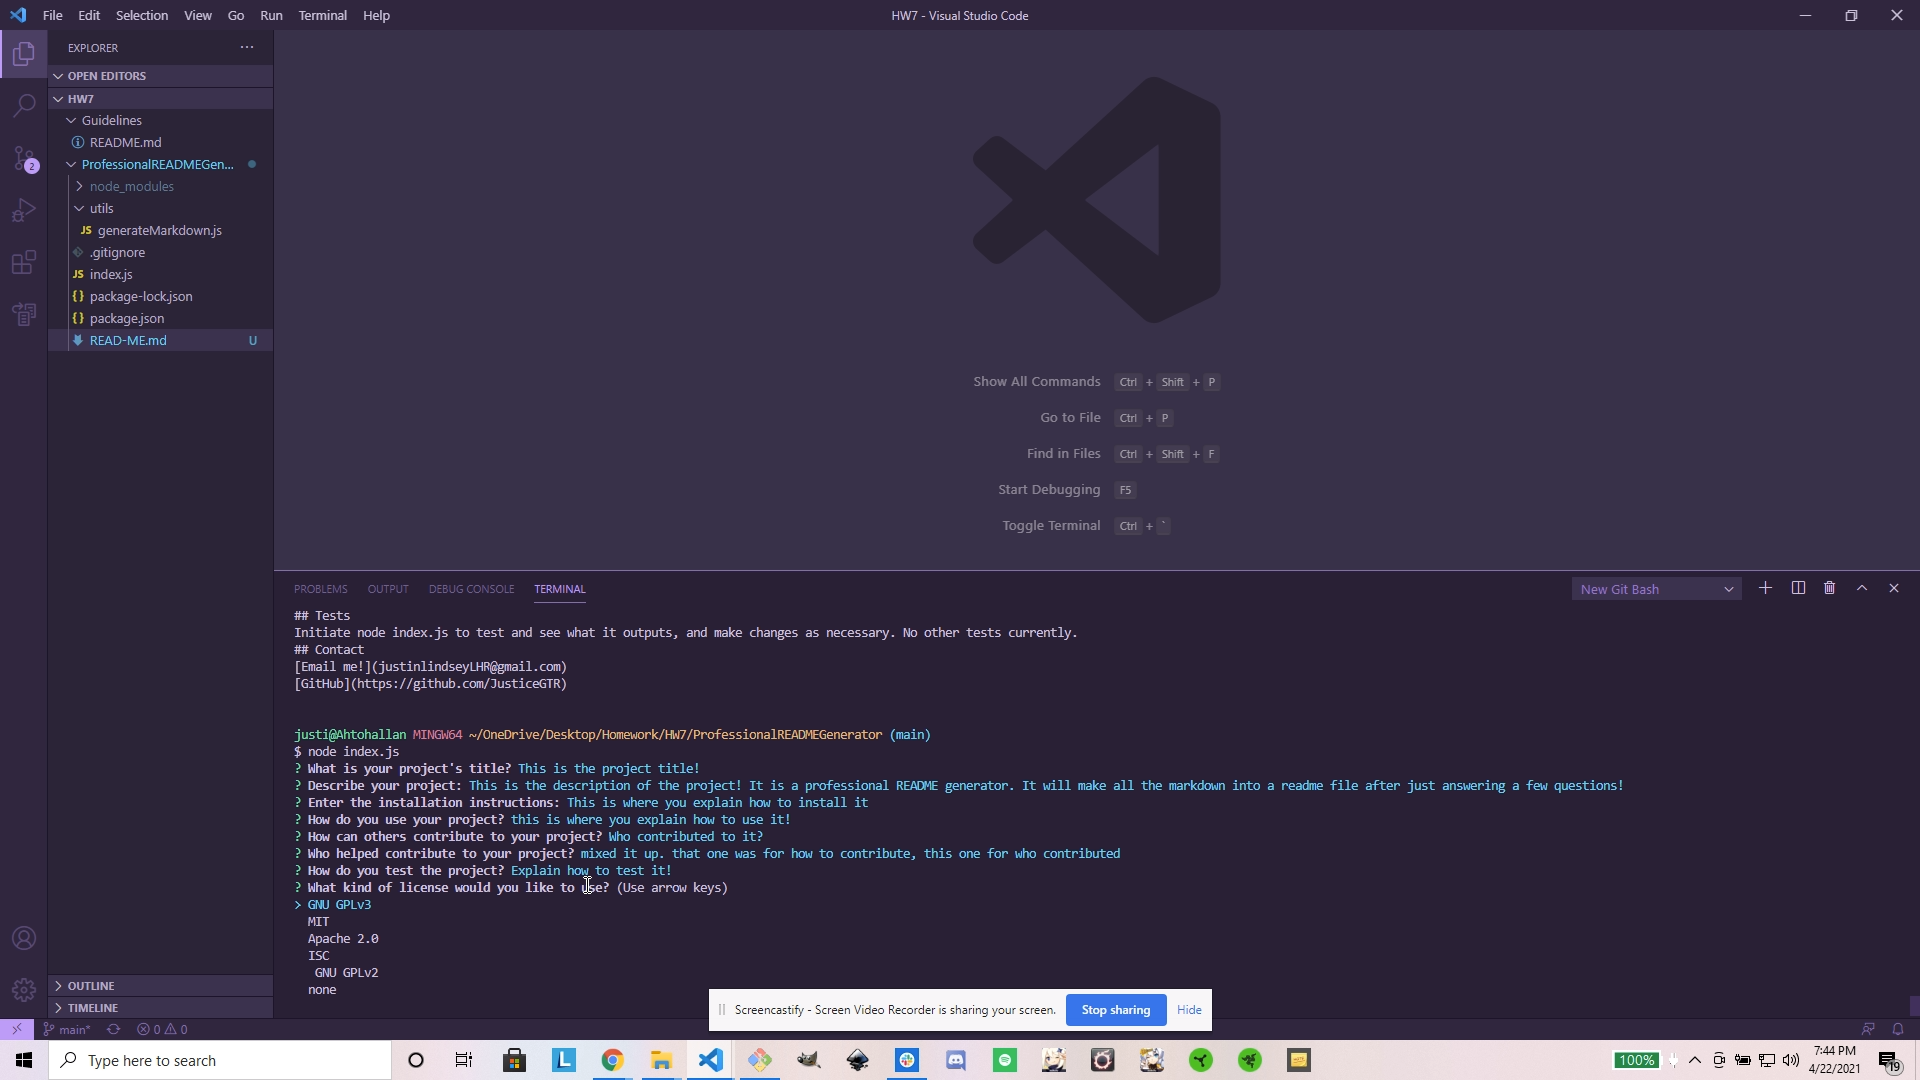 File Edit Selection View Go Run Terminal Help
HW7 - Visual Studio Code
EXPLORER
OPEN EDITORS
HW7
Guidelines
README.md
ProfessionalREADMEGen...
node_modules
utils
JS generateMarkdown.js
.gitignore
JS index.js
{} package-lock.json
{} package.json
READ-ME.md U
2
OUTLINE
TIMELINE
Show All Commands Ctrl + Shift + P
Go to File Ctrl + P
Find in Files Ctrl + Shift + F
Start Debugging F5
Toggle Terminal Ctrl + `
PROBLEMS OUTPUT DEBUG CONSOLE TERMINAL
New Git Bash
## Tests
Initiate node index.js to test and see what it outputs, and make changes as necessary. No other tests currently.
## Contact
[Email me!](justinlindseyLHR@gmail.com)
[GitHub](https://github.com/JusticeGTR)
justi@Ahtohallan MINGW64 ~/OneDrive/Desktop/Homework/HW7/ProfessionalREADMEGenerator (main)
$ node index.js
? What is your project's title? This is the project title!
? Describe your project: This is the description of the project! It is a professional README generator. It will make all the markdown into a readme file after just answering a few questions!
? Enter the installation instructions: This is where you explain how to install it
? How do you use your project? this is where you explain how to use it!
? How can others contribute to your project? Who contributed to it?
? Who helped contribute to your project? mixed it up. that one was for how to contribute, this one for who contributed
? How do you test the project? Explain how to test it!
? What kind of license would you like to use? (Use arrow keys)
> GNU GPLv3
MIT
Apache 2.0
ISC
GNU GPLv2
none
Screencastify - Screen Video Recorder is sharing your screen. Stop sharing Hide
main* 0 0
Type here to search
100%
7:44 PM
4/22/2021
19